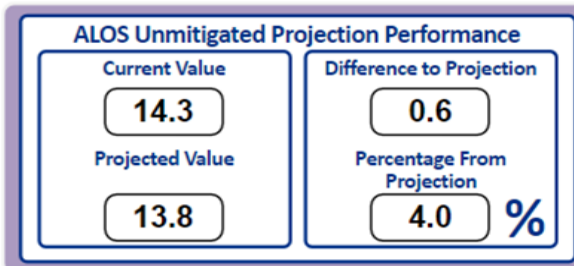 ALOS Unmitigated Projection Performance
Current Value
14.3
Projected Value
13.8
Difference to Projection
0.6
Percentage From
Projection
4.0 %